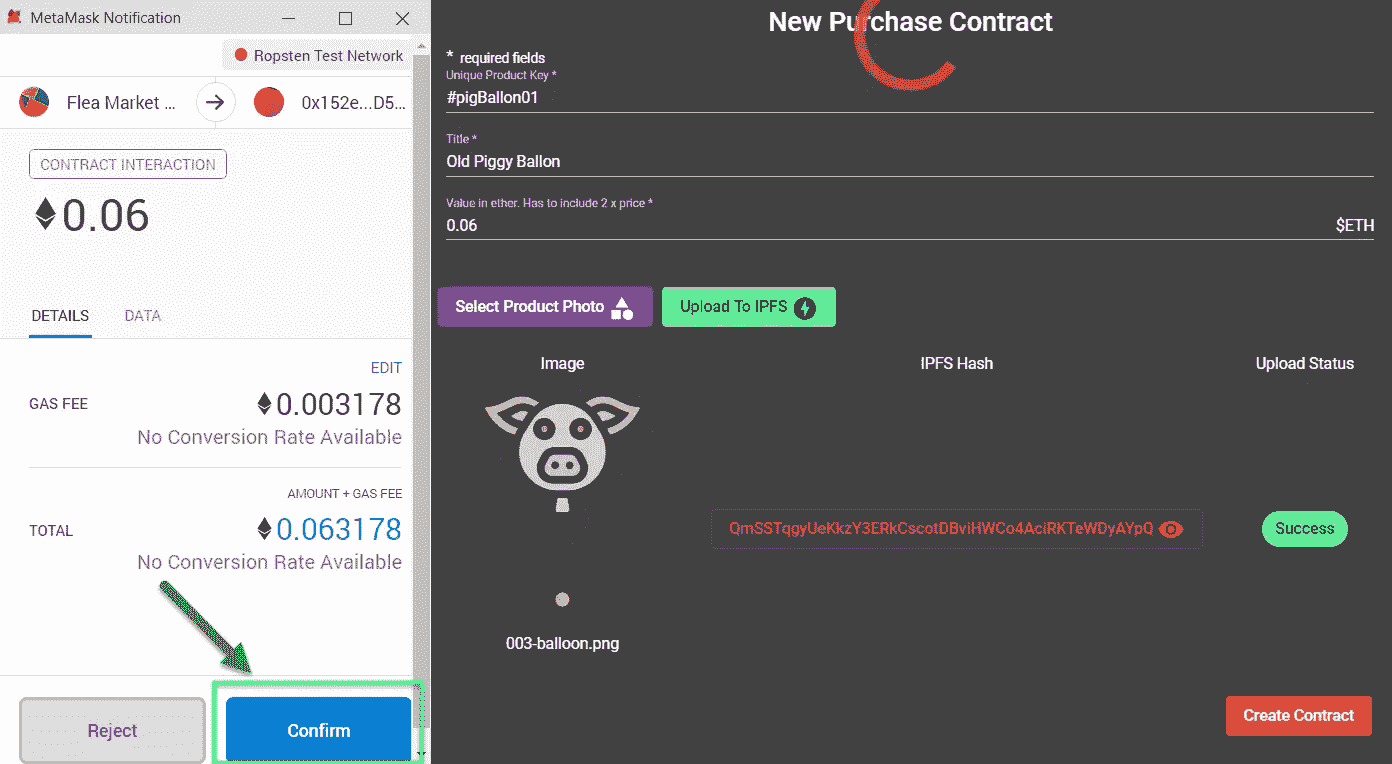 MetaMask Notification
Ropsten Test Network
Flea Market ...
0x152e...D5...
CONTRACT INTERACTION
0.06
DETAILS
DATA
EDIT
GAS FEE
0.003178
No Conversion Rate Available
AMOUNT + GAS FEE
TOTAL
0.063178
No Conversion Rate Available
Reject
Confirm
New Purchase Contract
* required fields
Unique Product Key *
#pigBallon01
Title *
Old Piggy Ballon
Value in ether. Has to include 2 x price *
0.06
$ETH
Select Product Photo
Upload To IPFS
Image
IPFS Hash
Upload Status
QmSSTqgyUeKkzY3ERkCscotDBviHWCo4AciRKTeWDyAYpQ
Success
003-balloon.png
Create Contract